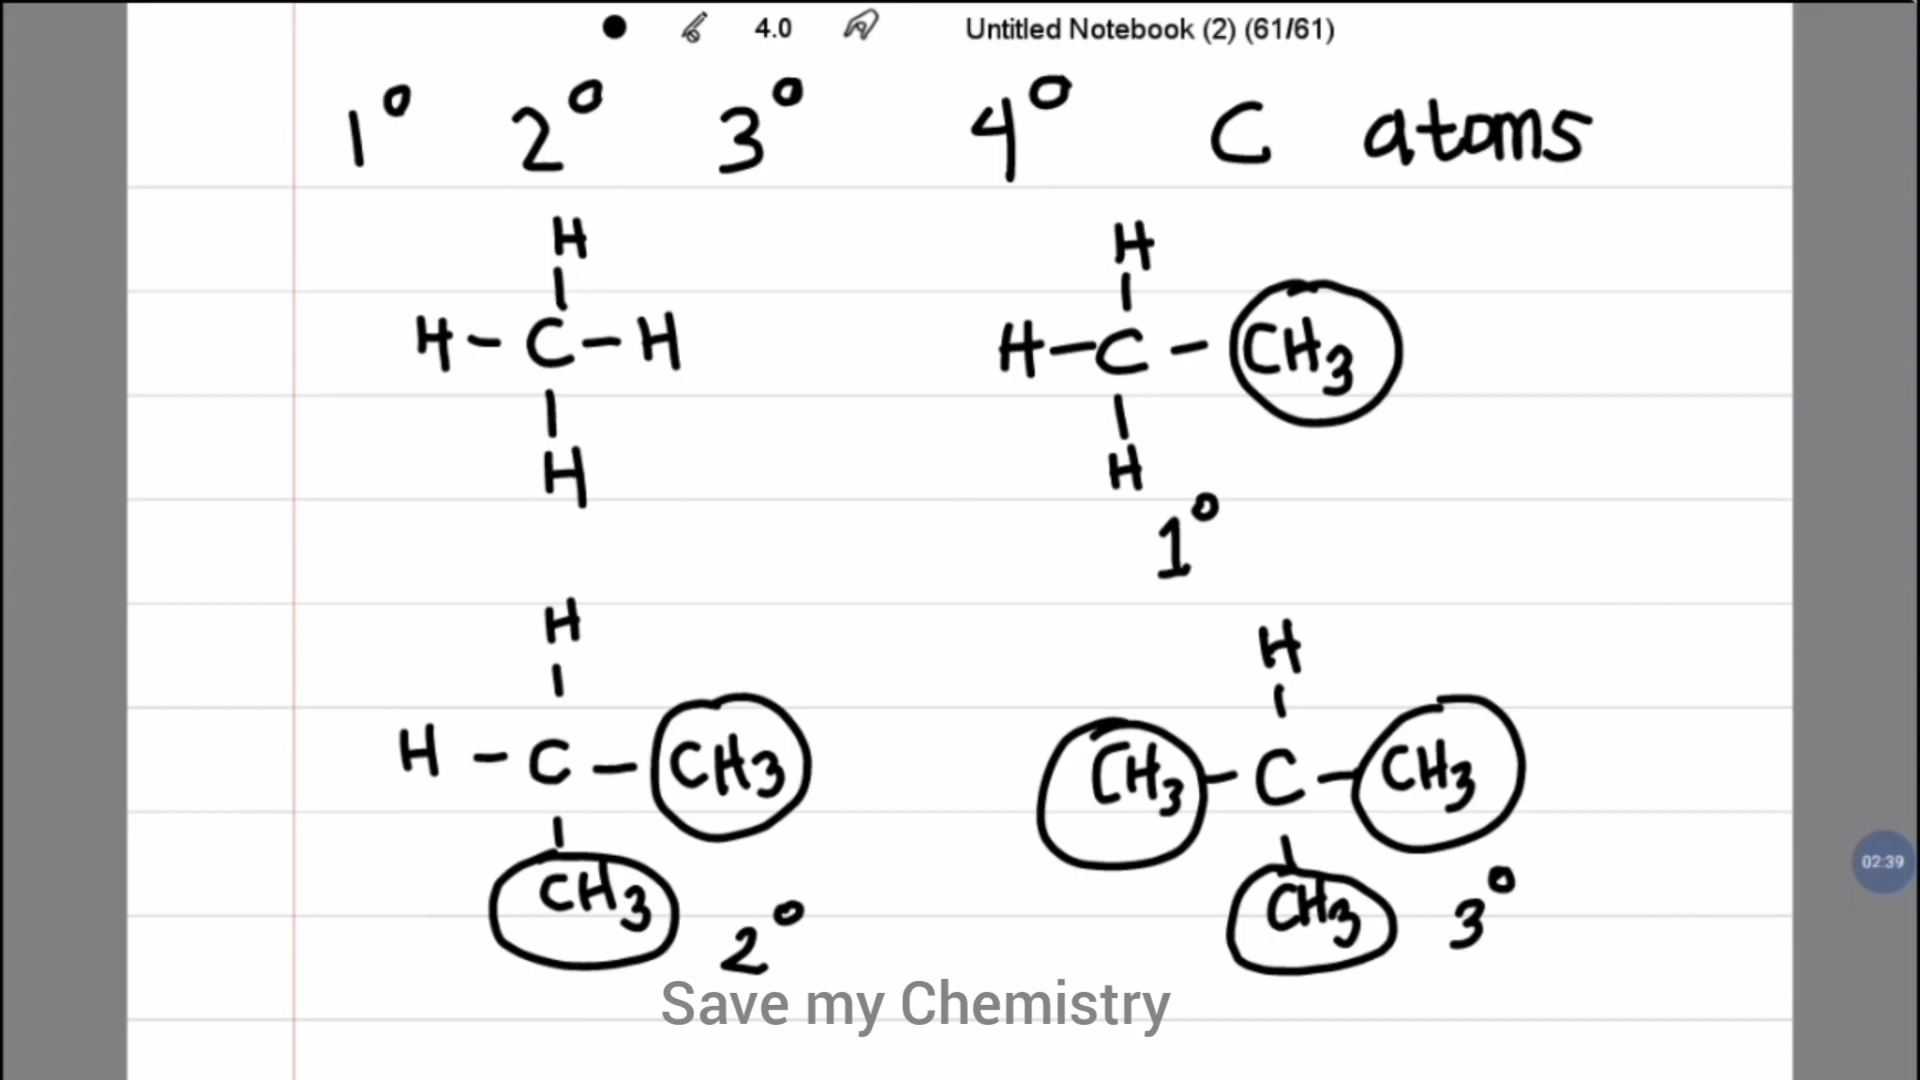 4.0 Untitled Notebook (2) (61/61)
1° 2° 3° 4° C atoms
H H
H - C - H H - C - CH3
H H
1°
H H
H - C - CH3 CH3 - C - CH3
CH3 2° CH3 3°
02:39
Save my Chemistry